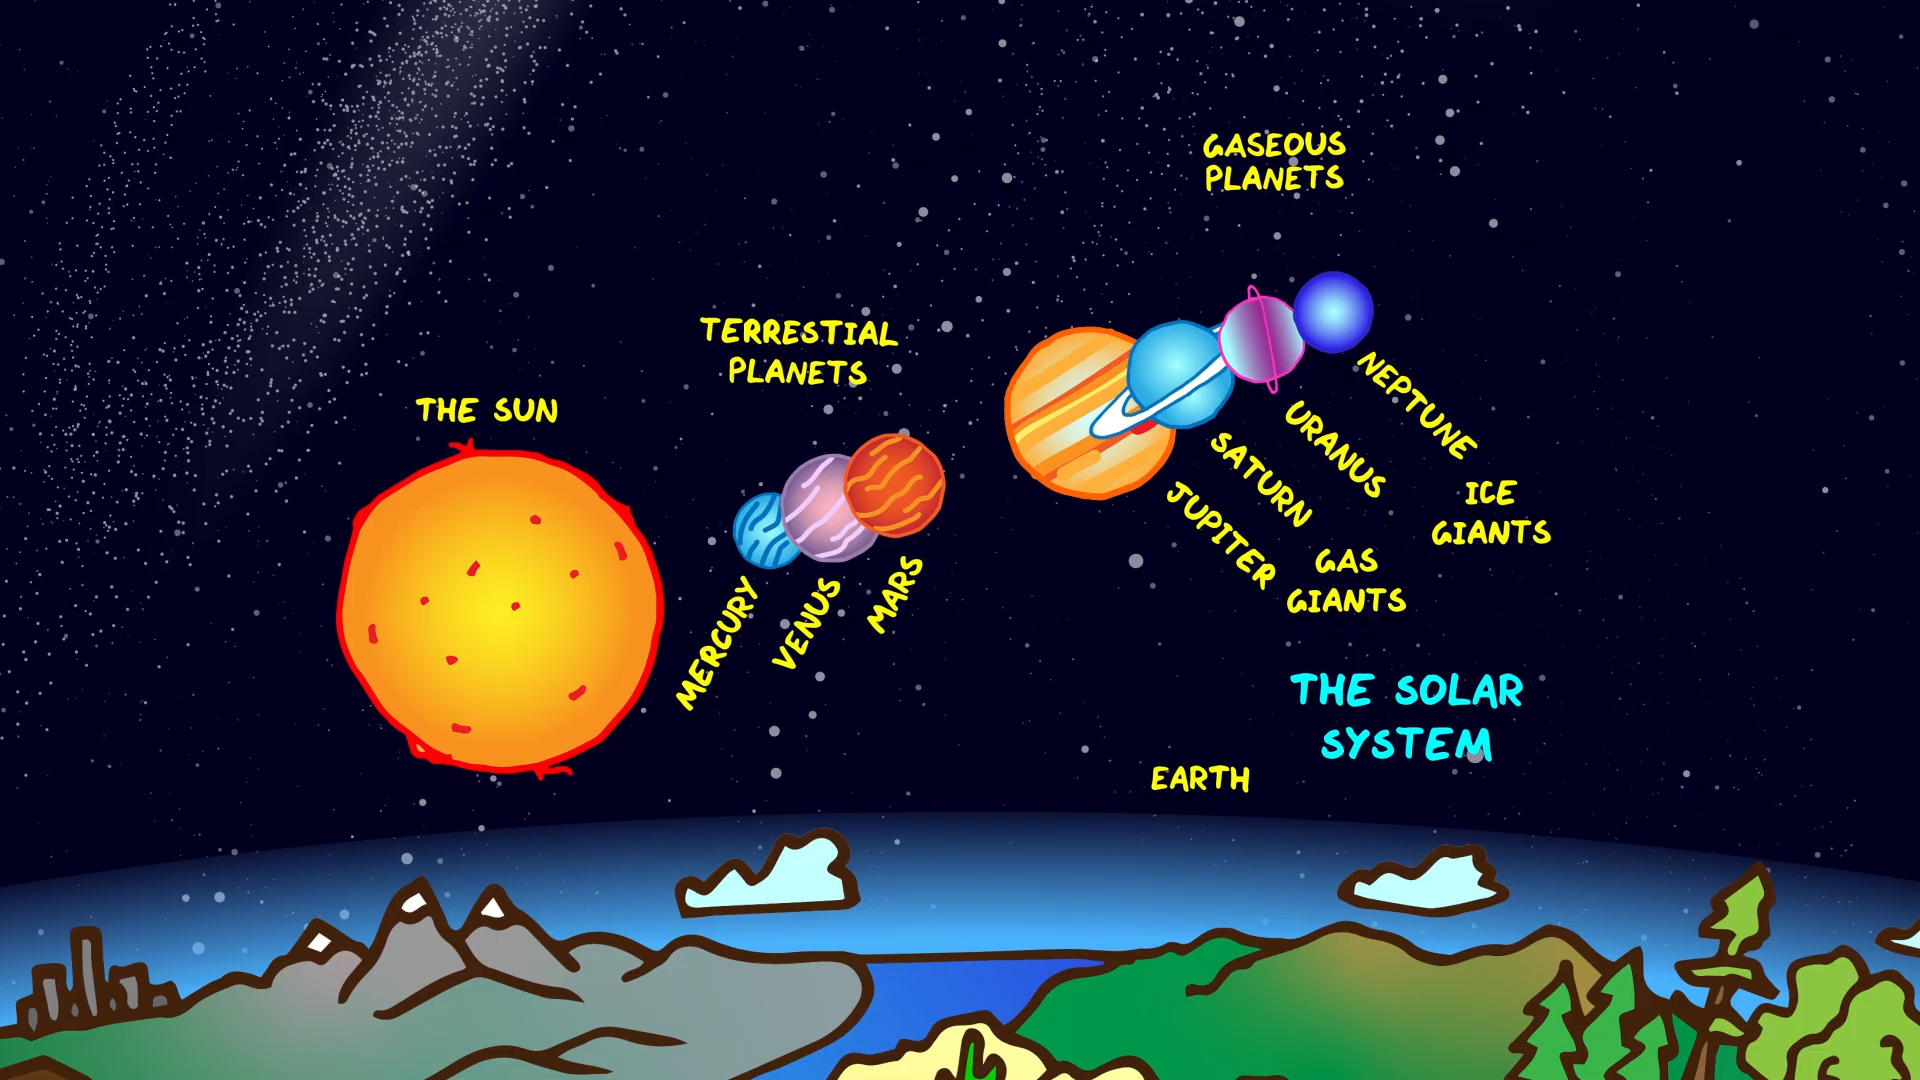 GASEOUS
PLANETS
TERRESTIAL
PLANETS
THE SUN
MERCURY
VENUS
MARS
JUPITER
SATURN
URANUS
NEPTUNE
GAS
GIANTS
ICE
GIANTS
THE SOLAR
SYSTEM
EARTH